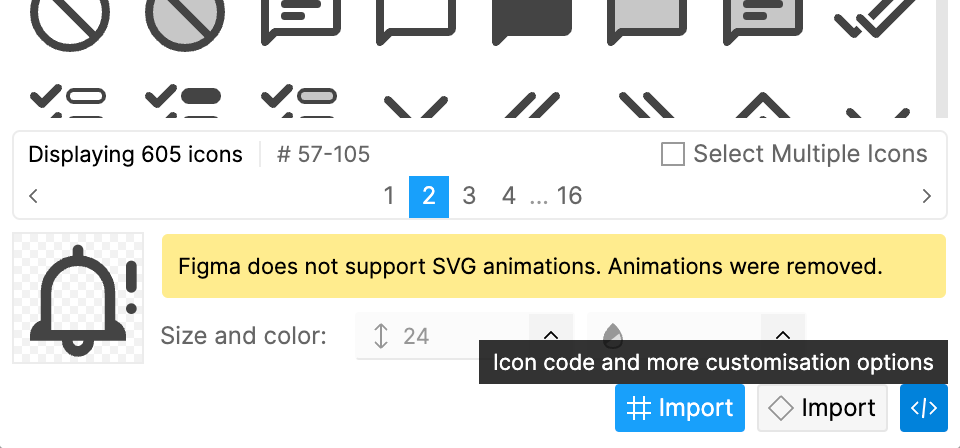 Displaying 605 icons # 57-105 Select Multiple Icons
1 2 3 4 ... 16
Figma does not support SVG animations. Animations were removed.
Size and color: 24
Icon code and more customisation options
Import Import